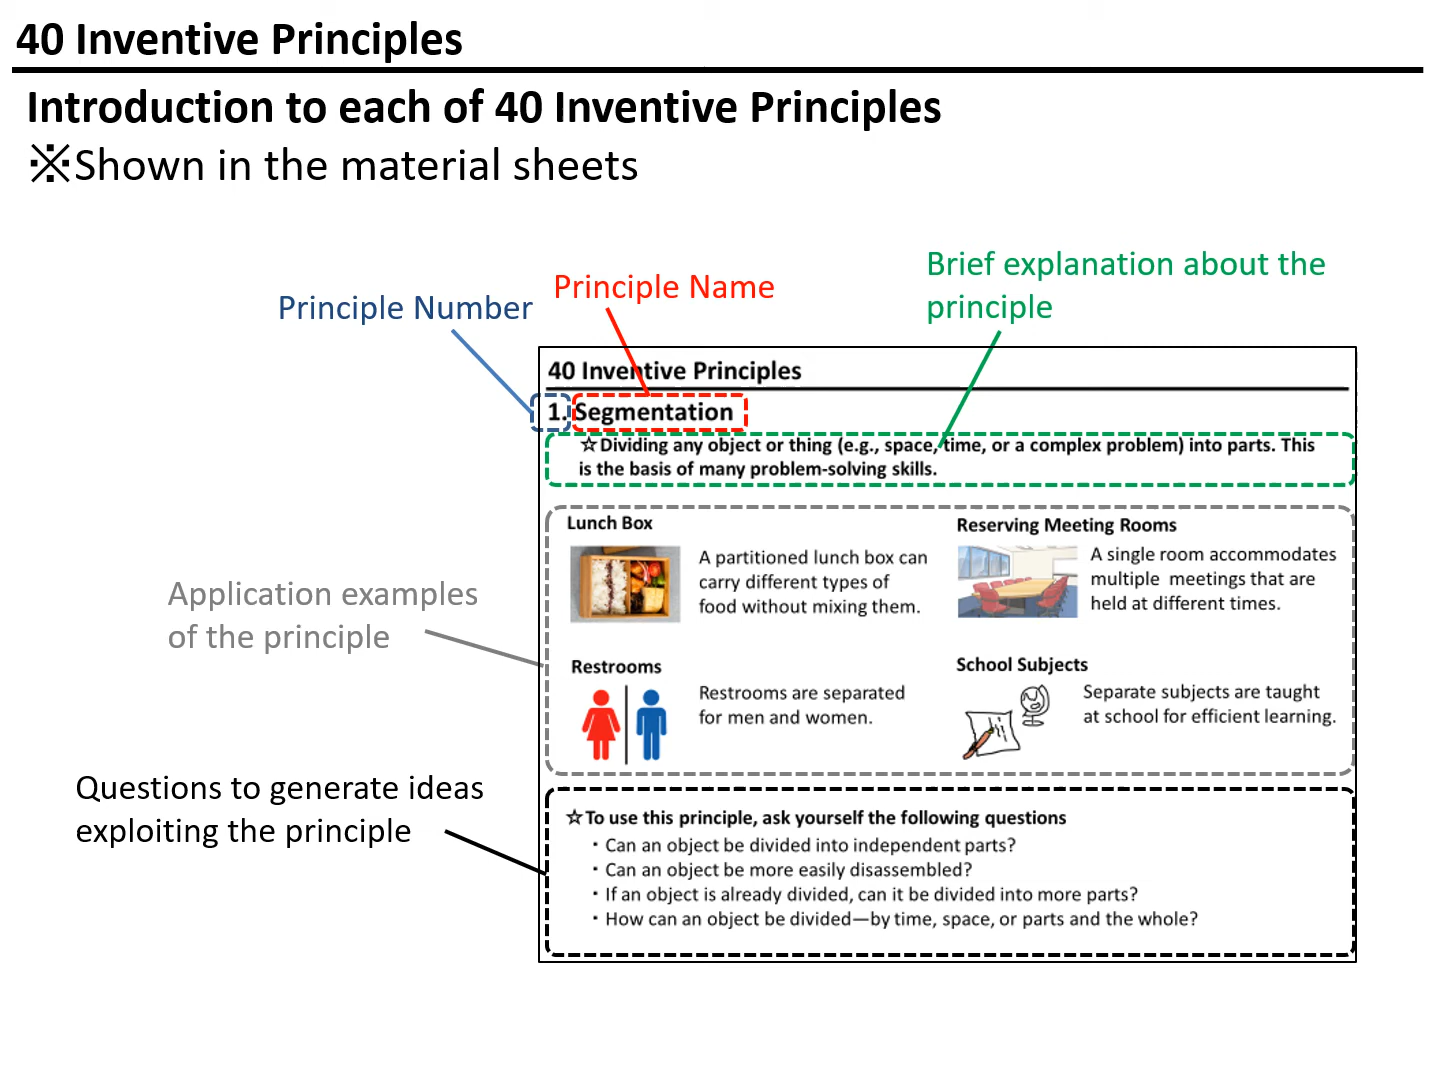 40 Inventive Principles
Introduction to each of 40 Inventive Principles
※Shown in the material sheets
Brief explanation about the
principle
Principle Name
Principle Number
40 Inventive Principles
1. Segmentation
☆Dividing any object or thing (e.g., space, time, or a complex problem) into parts. This
is the basis of many problem-solving skills.
Application examples
of the principle
Lunch Box
A partitioned lunch box can
carry different types of
food without mixing them.
Reserving Meeting Rooms
A single room accommodates
multiple meetings that are
held at different times.
Restrooms
Restrooms are separated
for men and women.
School Subjects
Separate subjects are taught
at school for efficient learning.
Questions to generate ideas
exploiting the principle
☆To use this principle, ask yourself the following questions
・Can an object be divided into independent parts?
・Can an object be more easily disassembled?
・If an object is already divided, can it be divided into more parts?
・How can an object be divided—by time, space, or parts and the whole?